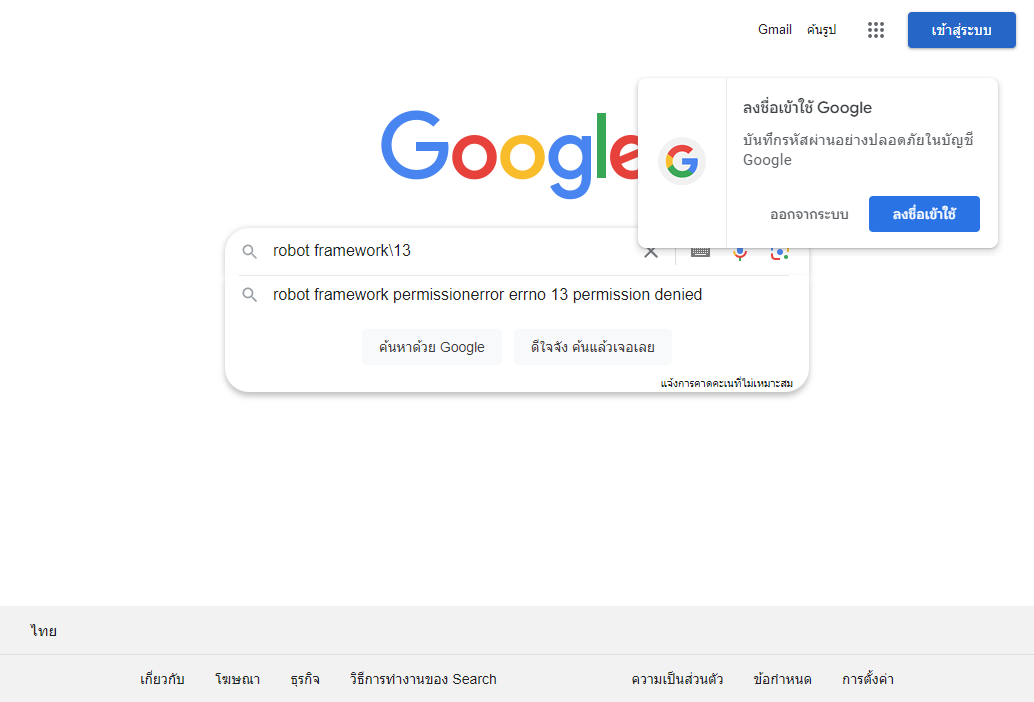 Gmail ค้นรูป เข้าสู่ระบบ
ลงชื่อเข้าใช้ Google
บันทึกรหัสผ่านอย่างปลอดภัยในบัญชี
Google
ออกจากระบบ ลงชื่อเข้าใช้
Google
robot framework\13
robot framework permissionerror errno 13 permission denied
ค้นหาด้วย Google ดีใจจัง ค้นแล้วเจอเลย
แจ้งการคาดคะเนที่ไม่เหมาะสม
ไทย
เกี่ยวกับ โฆษณา ธุรกิจ วิธีการทำงานของ Search ความเป็นส่วนตัว ข้อกำหนด การตั้งค่า